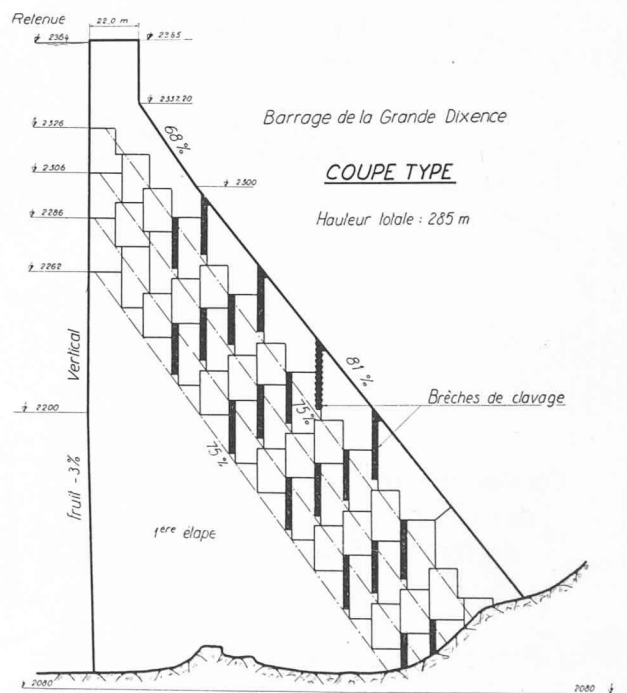 Retenue
22.0 m
2364
2365
2337.20
Barrage de la Grande Dixence
2326
68%
COUPE TYPE
2306
2300
2286
Hauteur totale : 285 m
2262
Vertical
81 %
Brèches de clavage
75%
2200
75%
fruit - 3%
1ère étape
2080
2080